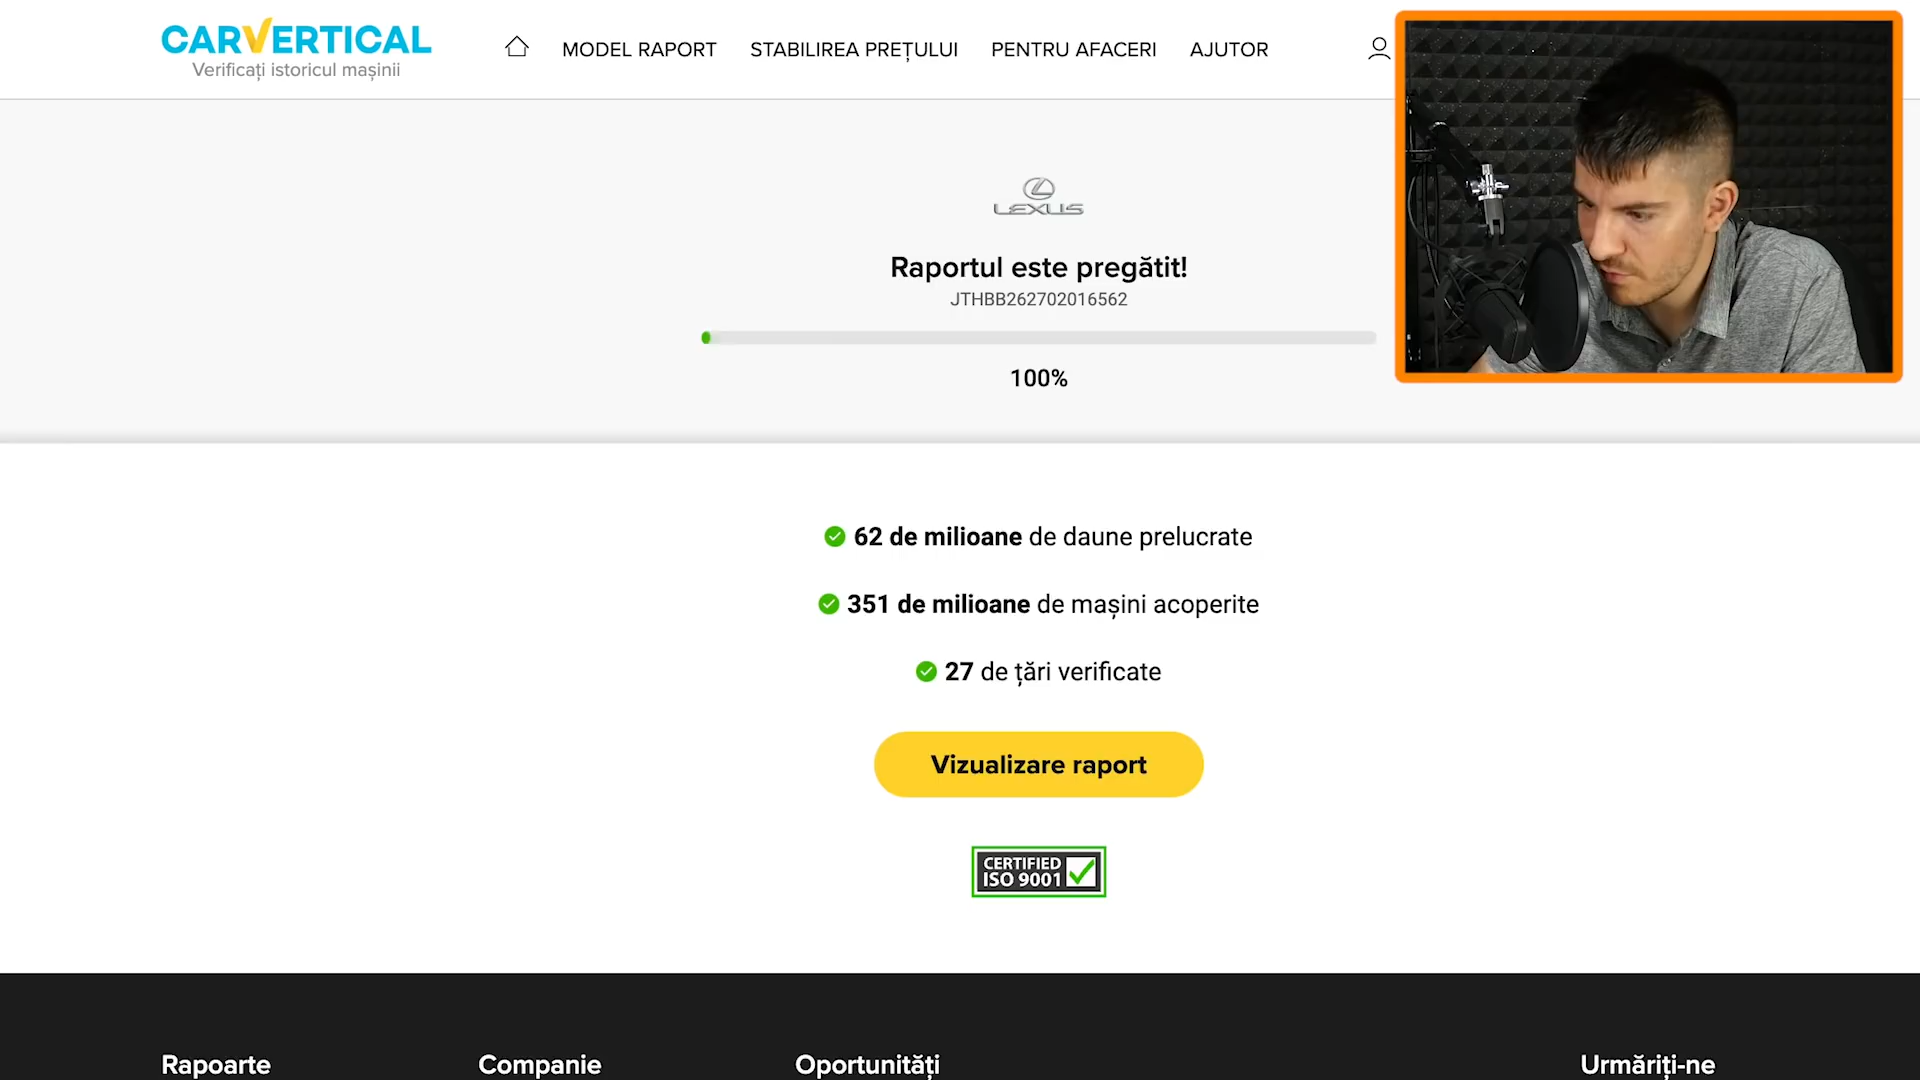 CARVERTICAL
Verificați istoricul mașinii
MODEL RAPORT
STABILIREA PREȚULUI
PENTRU AFACERI
AJUTOR
LEXUS
Raportul este pregătit!
JTHBB262702016562
100%
62 de milioane de daune prelucrate
351 de milioane de mașini acoperite
27 de țări verificate
Vizualizare raport
CERTIFIED
ISO 9001
Rapoarte
Companie
Oportunități
Urmăriți-ne